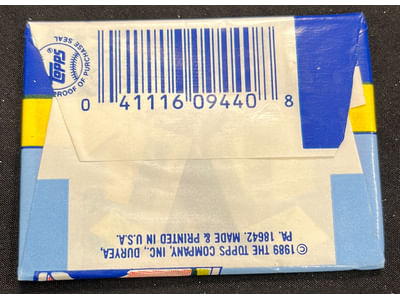 TOPPS®
PROOF OF PURCHASE SEAL
0 41116 09440 8
© 1989 THE TOPPS COMPANY, INC., DURYEA,
PA. 18642. MADE & PRINTED IN U.S.A.